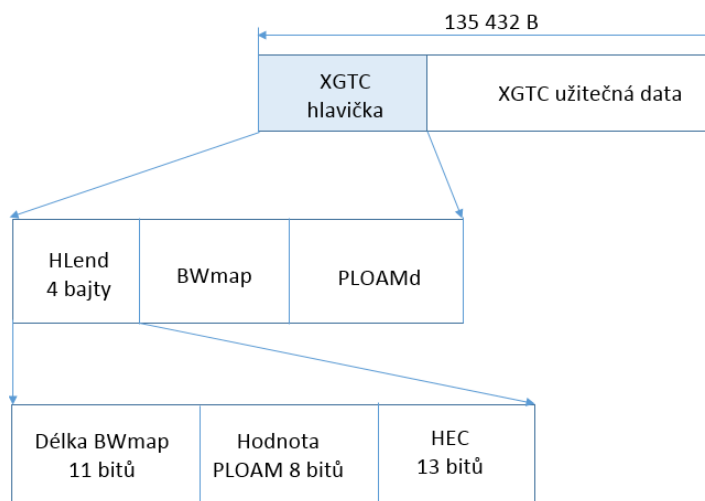 135 432 B
XGTC
hlavička
XGTC užitečná data
HLend
4 bajty
BWmap
PLOAMd
Délka BWmap
11 bitů
Hodnota
PLOAM 8 bitů
HEC
13 bitů